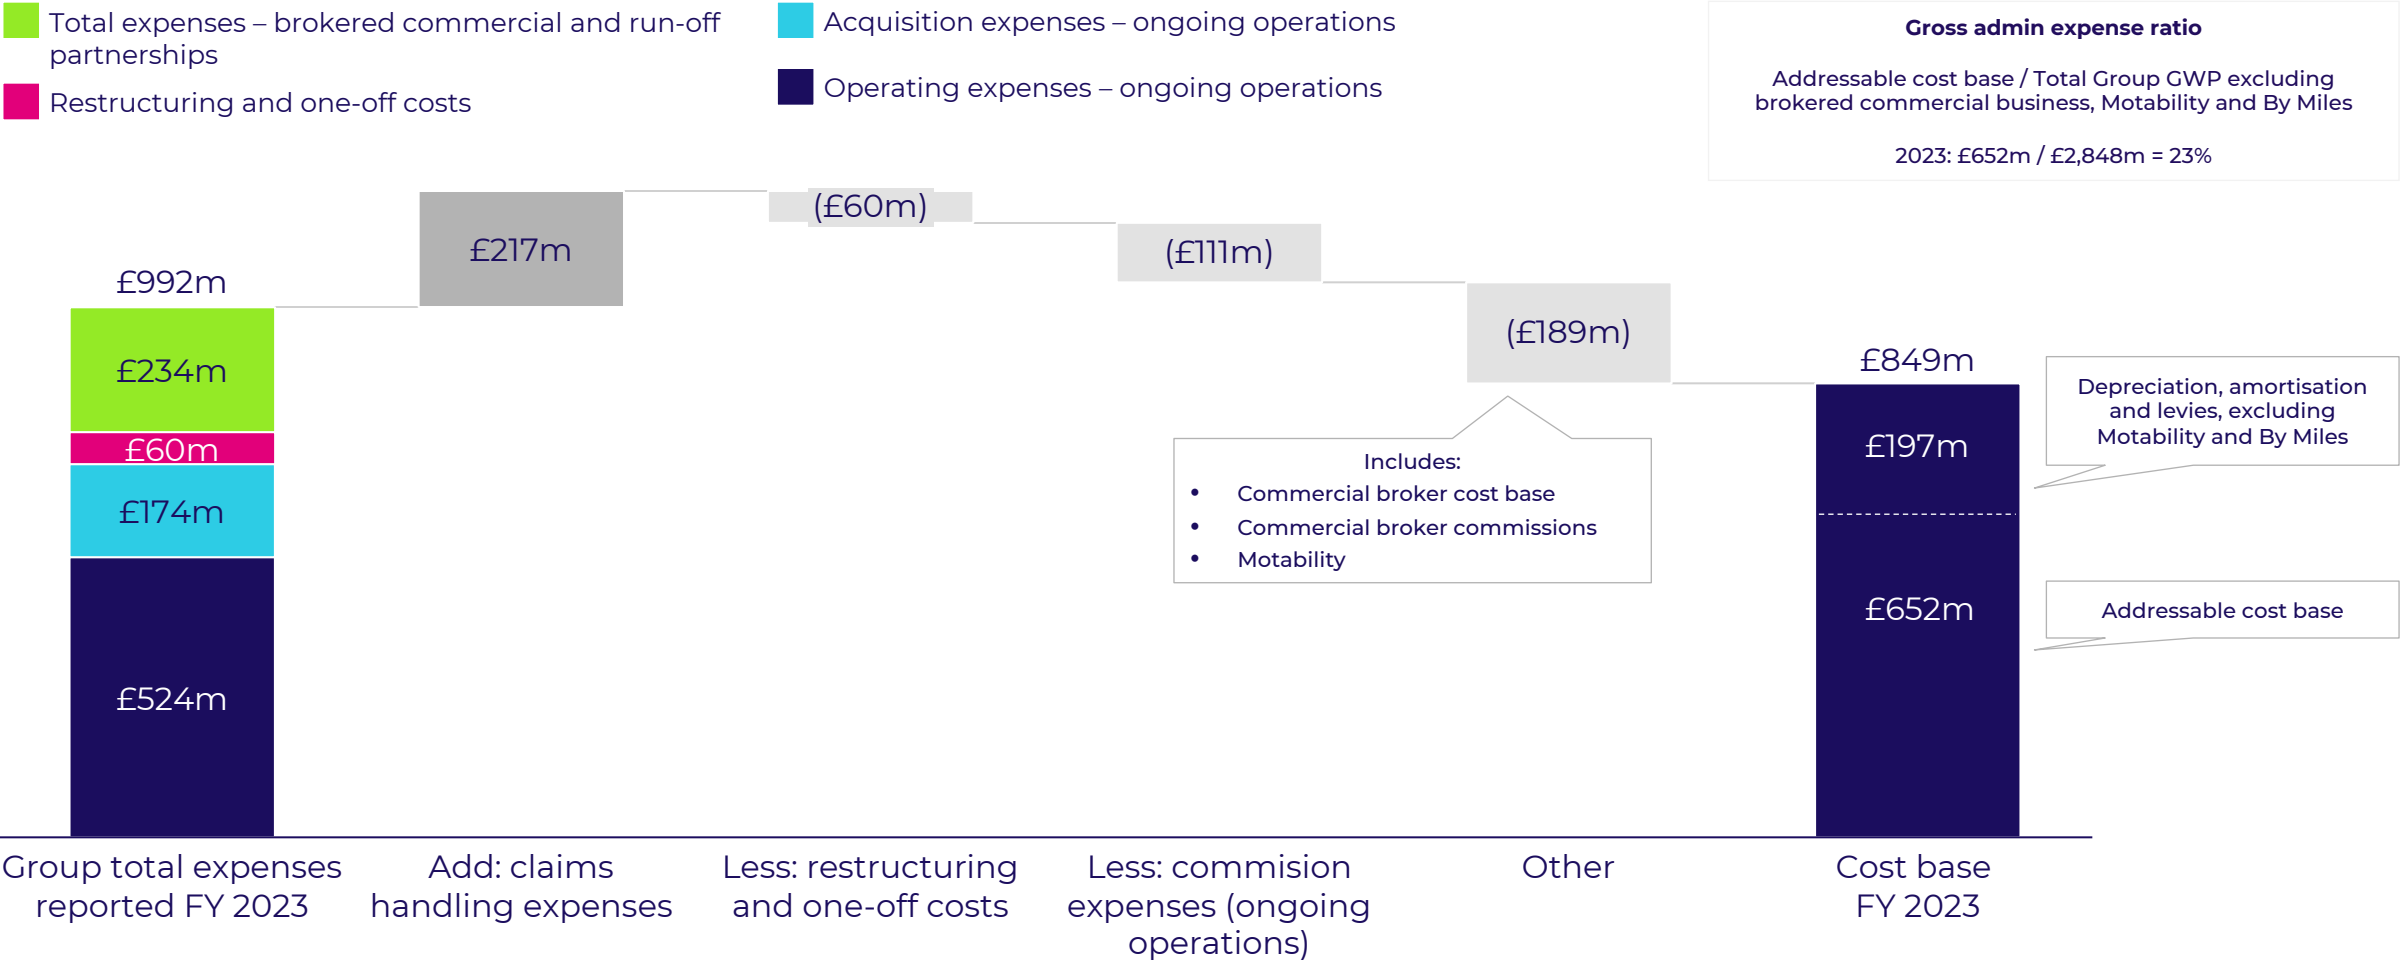 Total expenses – brokered commercial and run-off
partnerships
Restructuring and one-off costs
Acquisition expenses – ongoing operations
Operating expenses – ongoing operations
Gross admin expense ratio
Addressable cost base / Total Group GWP excluding
brokered commercial business, Motability and By Miles
2023: £652m / £2,848m = 23%
£992m
£234m
£60m
£174m
£524m
£217m
(£60m)
(£111m)
(£189m)
Includes:
• Commercial broker cost base
• Commercial broker commissions
• Motability
£849m
£197m
£652m
Depreciation, amortisation
and levies, excluding
Motability and By Miles
Addressable cost base
Group total expenses
reported FY 2023
Add: claims
handling expenses
Less: restructuring
and one-off costs
Less: commision
expenses (ongoing
operations)
Other
Cost base
FY 2023